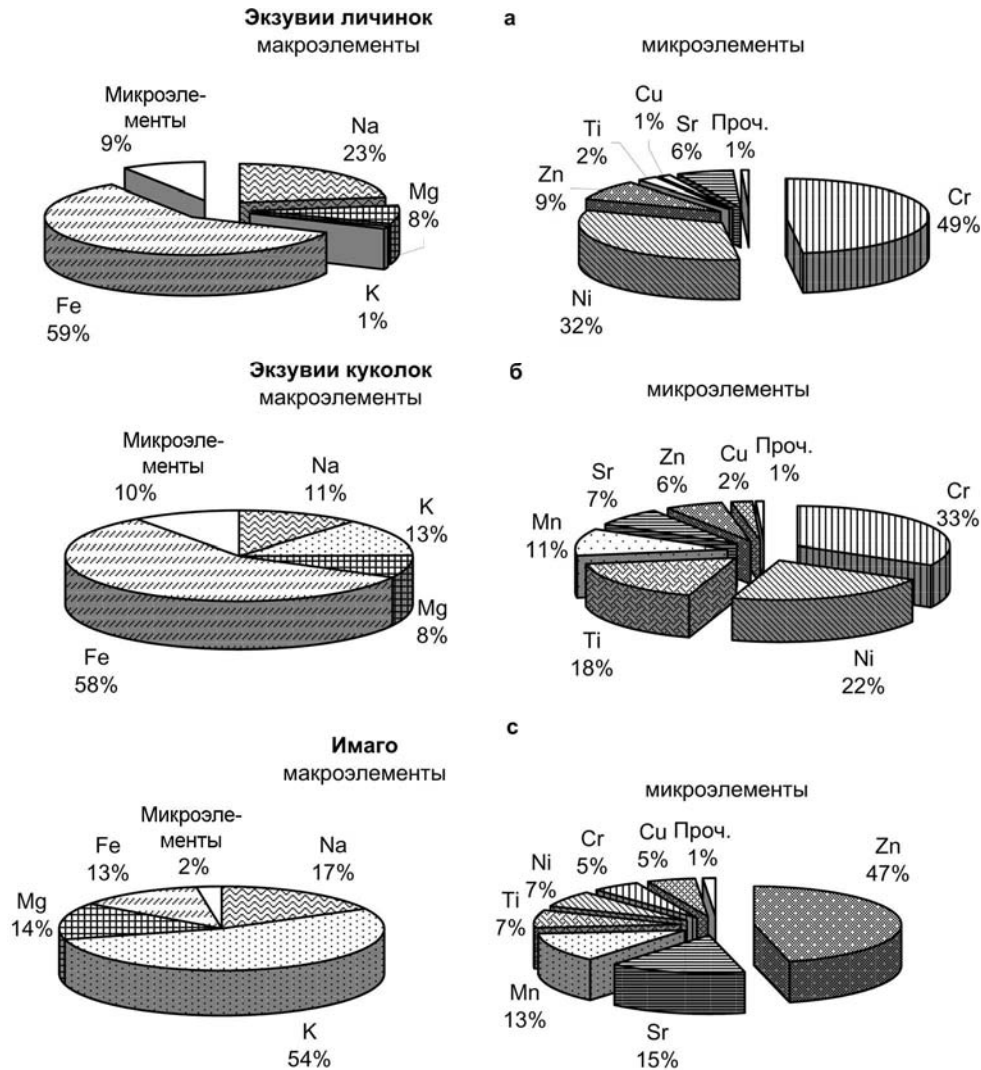 Экзувии личинок
макроэлементы
а
микроэлементы
Микроэле-
менты
9%
Na
23%
Mg
8%
K
1%
Fe
59%
Cu
1%
Ti
2%
Sr
6%
Проч.
1%
Zn
9%
Cr
49%
Ni
32%
Экзувии куколок
макроэлементы
б
микроэлементы
Микроэле-
менты
10%
Na
11%
K
13%
Mg
8%
Fe
58%
Sr
7%
Zn
6%
Cu
2%
Проч.
1%
Cr
33%
Mn
11%
Ti
18%
Ni
22%
Имаго
макроэлементы
с
микроэлементы
Микроэле-
менты
2%
Fe
13%
Na
17%
Mg
14%
K
54%
Ni
7%
Cr
5%
Cu
5%
Проч.
1%
Zn
47%
Ti
7%
Mn
13%
Sr
15%